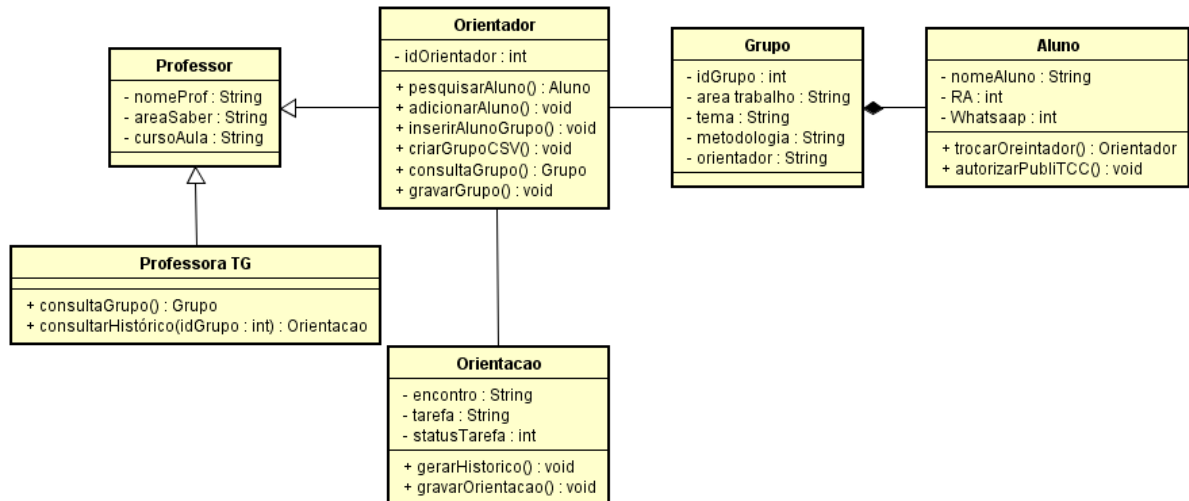 Professor
- nomeProf : String
- areaSaber : String
- cursoAula : String
Orientador
- idOrientador : int
+ pesquisarAluno() : Aluno
+ adicionarAluno() : void
+ inserirAlunoGrupo() : void
+ criarGrupoCSV() : void
+ consultaGrupo() : Grupo
+ gravarGrupo() : void
Grupo
- idGrupo : int
- area trabalho : String
- tema : String
- metodologia : String
- orientador : String
Aluno
- nomeAluno : String
- RA : int
- Whatsaap : int
+ trocarOreintador() : Orientador
+ autorizarPubliTCC() : void
Professora TG
+ consultaGrupo() : Grupo
+ consultarHistórico(idGrupo : int) : Orientacao
Orientacao
- encontro : String
- tarefa : String
- statusTarefa : int
+ gerarHistorico() : void
+ gravarOrientacao() : void